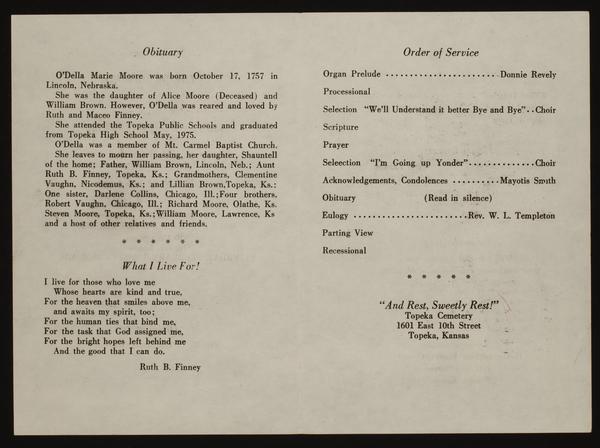 Obituary
O'Della Marie Moore was born October 17, 1757 in
Lincoln, Nebraska.
She was the daughter of Alice Moore (Deceased) and
William Brown. However, O'Della was reared and loved by
Ruth and Maceo Finney.
She attended the Topeka Public Schools and graduated
from Topeka High School May, 1975.
O'Della was a member of Mt. Carmel Baptist Church.
She leaves to mourn her passing, her daughter, Shauntell
of the home; Father, William Brown, Lincoln, Neb.; Aunt
Ruth B. Finney, Topeka, Ks.; Grandmothers, Clementine
Vaughn, Nicodemus, Ks.; and Lillian Brown,Topeka, Ks.:
One sister, Darlene Collins, Chicago, Ill.;Four brothers.
Robert Vaughn, Chicago, Ill.; Richard Moore, Olathe, Ks.
Steven Moore, Topeka, Ks.;William Moore, Lawrence, Ks
and a host of other relatives and friends.
* * * * * *
What I Live For!
I live for those who love me
Whose hearts are kind and true,
For the heaven that smiles above me,
and awaits my spirit, too;
For the human ties that bind me,
For the task that God assigned me,
For the bright hopes left behind me
And the good that I can do.
Ruth B. Finney
Order of Service
Organ Prelude ........................ Donnie Revely
Processional
Selection "We'll Understand it better Bye and Bye"..Choir
Scripture
Prayer
Seleection "I'm Going up Yonder"..............Choir
Acknowledgements, Condolences .......... Mayotis Smith
Obituary (Read in silence)
Eulogy ........................Rev. W. L. Templeton
Parting View
Recessional
* * * * *
"And Rest, Sweetly Rest!"
Topeka Cemetery
1601 East 10th Street
Topeka, Kansas